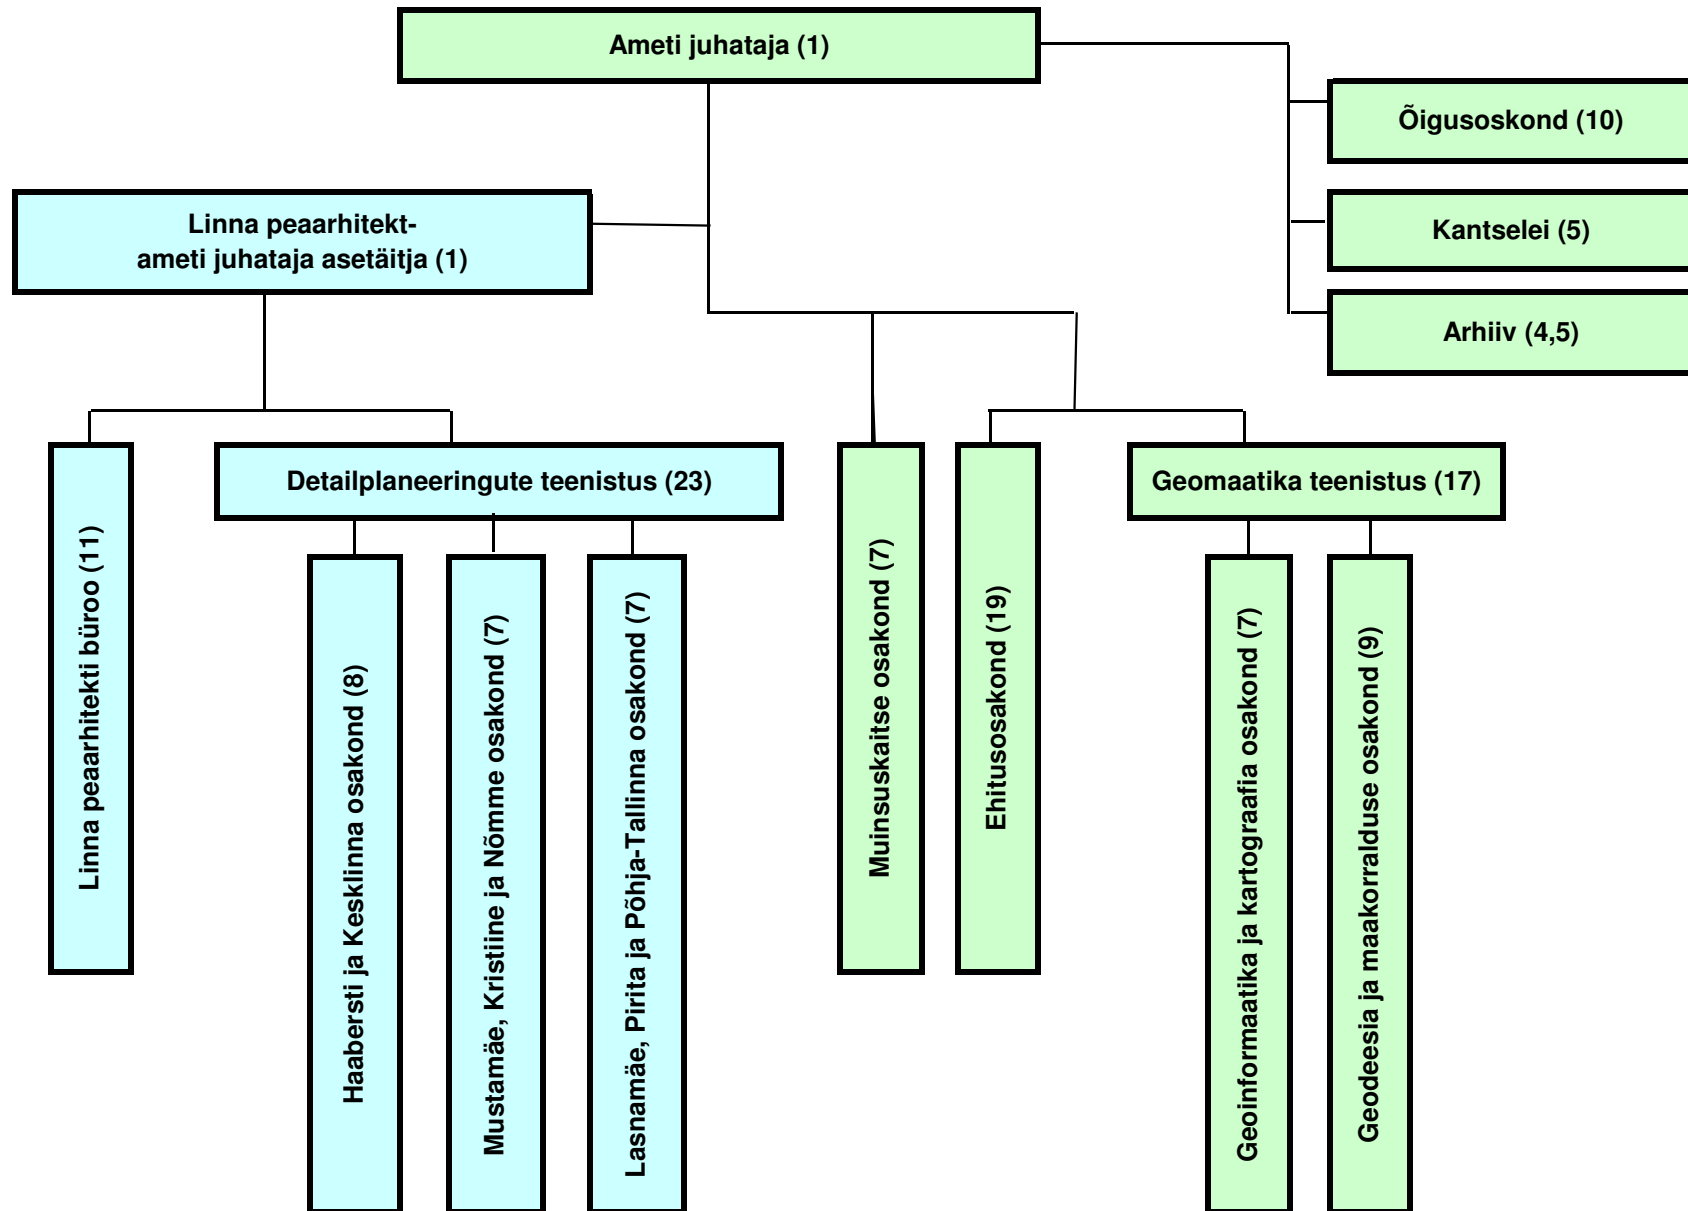 Ameti juhataja (1)
Õigusoskond (10)
Linna peaarhitekt-
ameti juhataja asetäitja (1)
Kantselei (5)
Arhiiv (4,5)
Detailplaneeringute teenistus (23)
Geomaatika teenistus (17)
Linna peaarhitekti büroo (11)
Haabersti ja Kesklinna osakond (8)
Mustamäe, Kristiine ja Nõmme osakond (7)
Lasnamäe, Pirita ja Põhja-Tallinna osakond (7)
Muinsuskaitse osakond (7)
Ehitusosakond (19)
Geoinformaatika ja kartograafia osakond (7)
Geodeesia ja maakorralduse osakond (9)